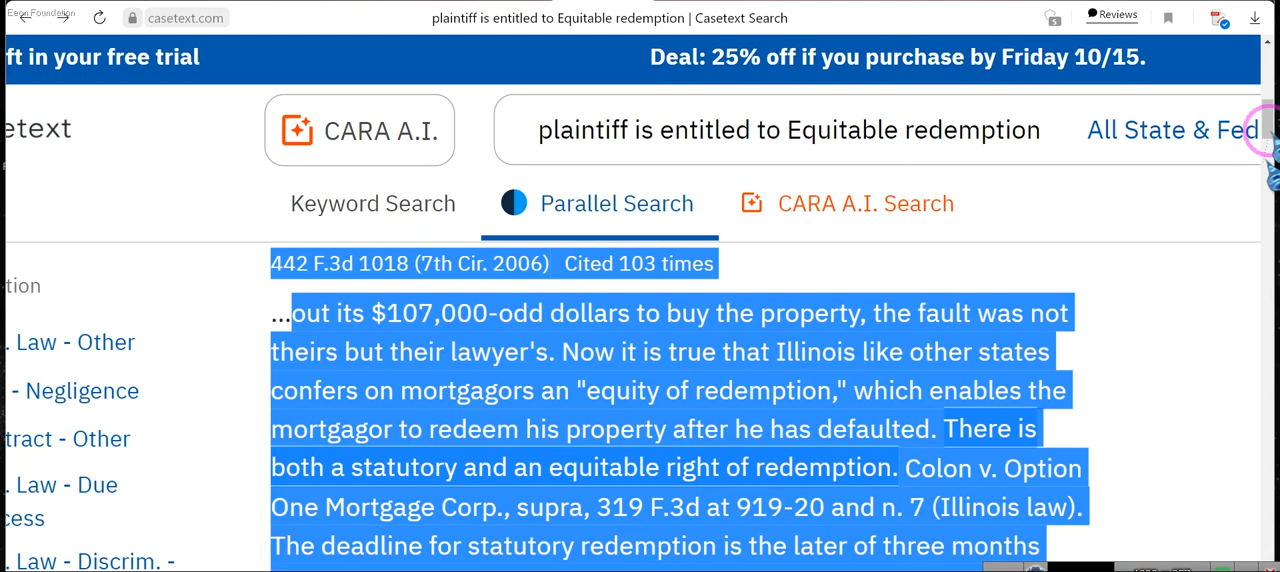 Eeon Foundation
casetext.com
plaintiff is entitled to Equitable redemption | Casetext Search
5
Reviews
ft in your free trial
Deal: 25% off if you purchase by Friday 10/15.
etext
CARA A.I.
plaintiff is entitled to Equitable redemption
All State & Fed
Keyword Search
Parallel Search
CARA A.I. Search
tion
. Law - Other
- Negligence
tract - Other
. Law - Due
cess
. Law - Discrim. -
442 F.3d 1018 (7th Cir. 2006) Cited 103 times
...out its $107,000-odd dollars to buy the property, the fault was not
theirs but their lawyer's. Now it is true that Illinois like other states
confers on mortgagors an "equity of redemption," which enables the
mortgagor to redeem his property after he has defaulted. There is
both a statutory and an equitable right of redemption. Colon v. Option
One Mortgage Corp., supra, 319 F.3d at 919-20 and n. 7 (Illinois law).
The deadline for statutory redemption is the later of three months